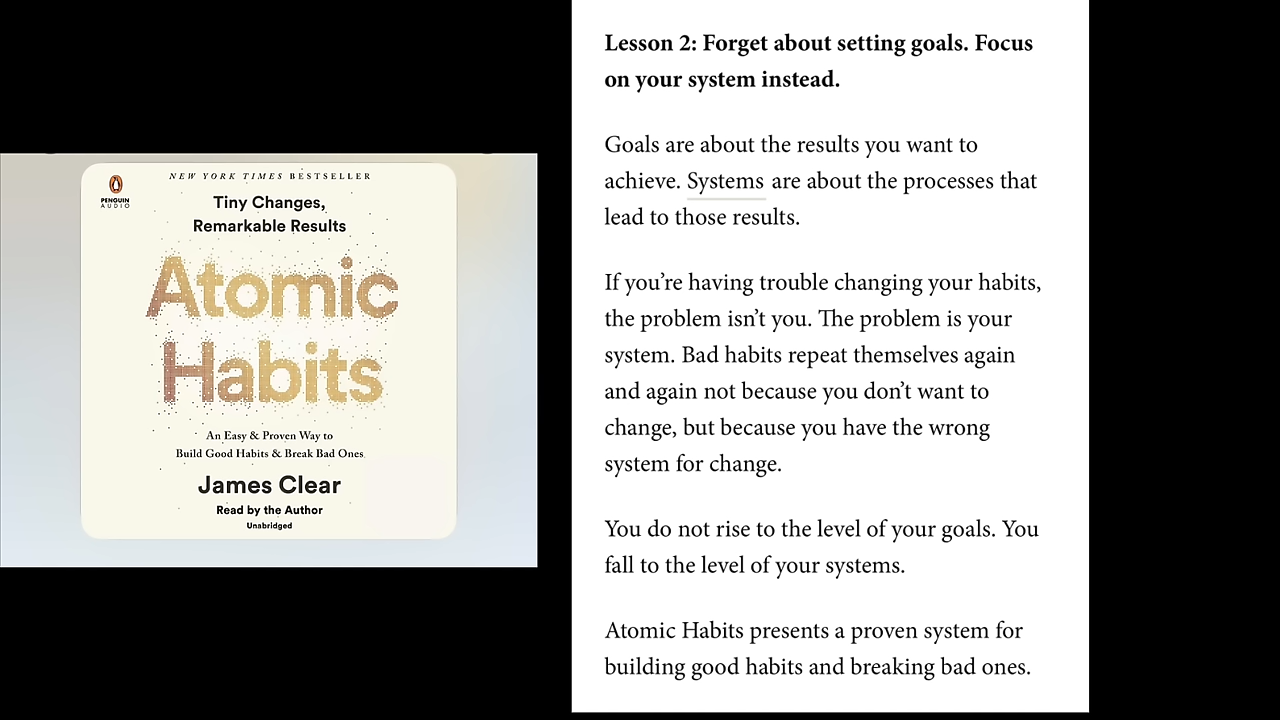 NEW YORK TIMES BESTSELLER
PENGUIN
AUDIO
Tiny Changes,
Remarkable Results
Atomic
Habits
An Easy & Proven Way to
Build Good Habits & Break Bad Ones
James Clear
Read by the Author
Unabridged
Lesson 2: Forget about setting goals. Focus
on your system instead.
Goals are about the results you want to
achieve. Systems are about the processes that
lead to those results.
If you’re having trouble changing your habits,
the problem isn’t you. The problem is your
system. Bad habits repeat themselves again
and again not because you don’t want to
change, but because you have the wrong
system for change.
You do not rise to the level of your goals. You
fall to the level of your systems.
Atomic Habits presents a proven system for
building good habits and breaking bad ones.